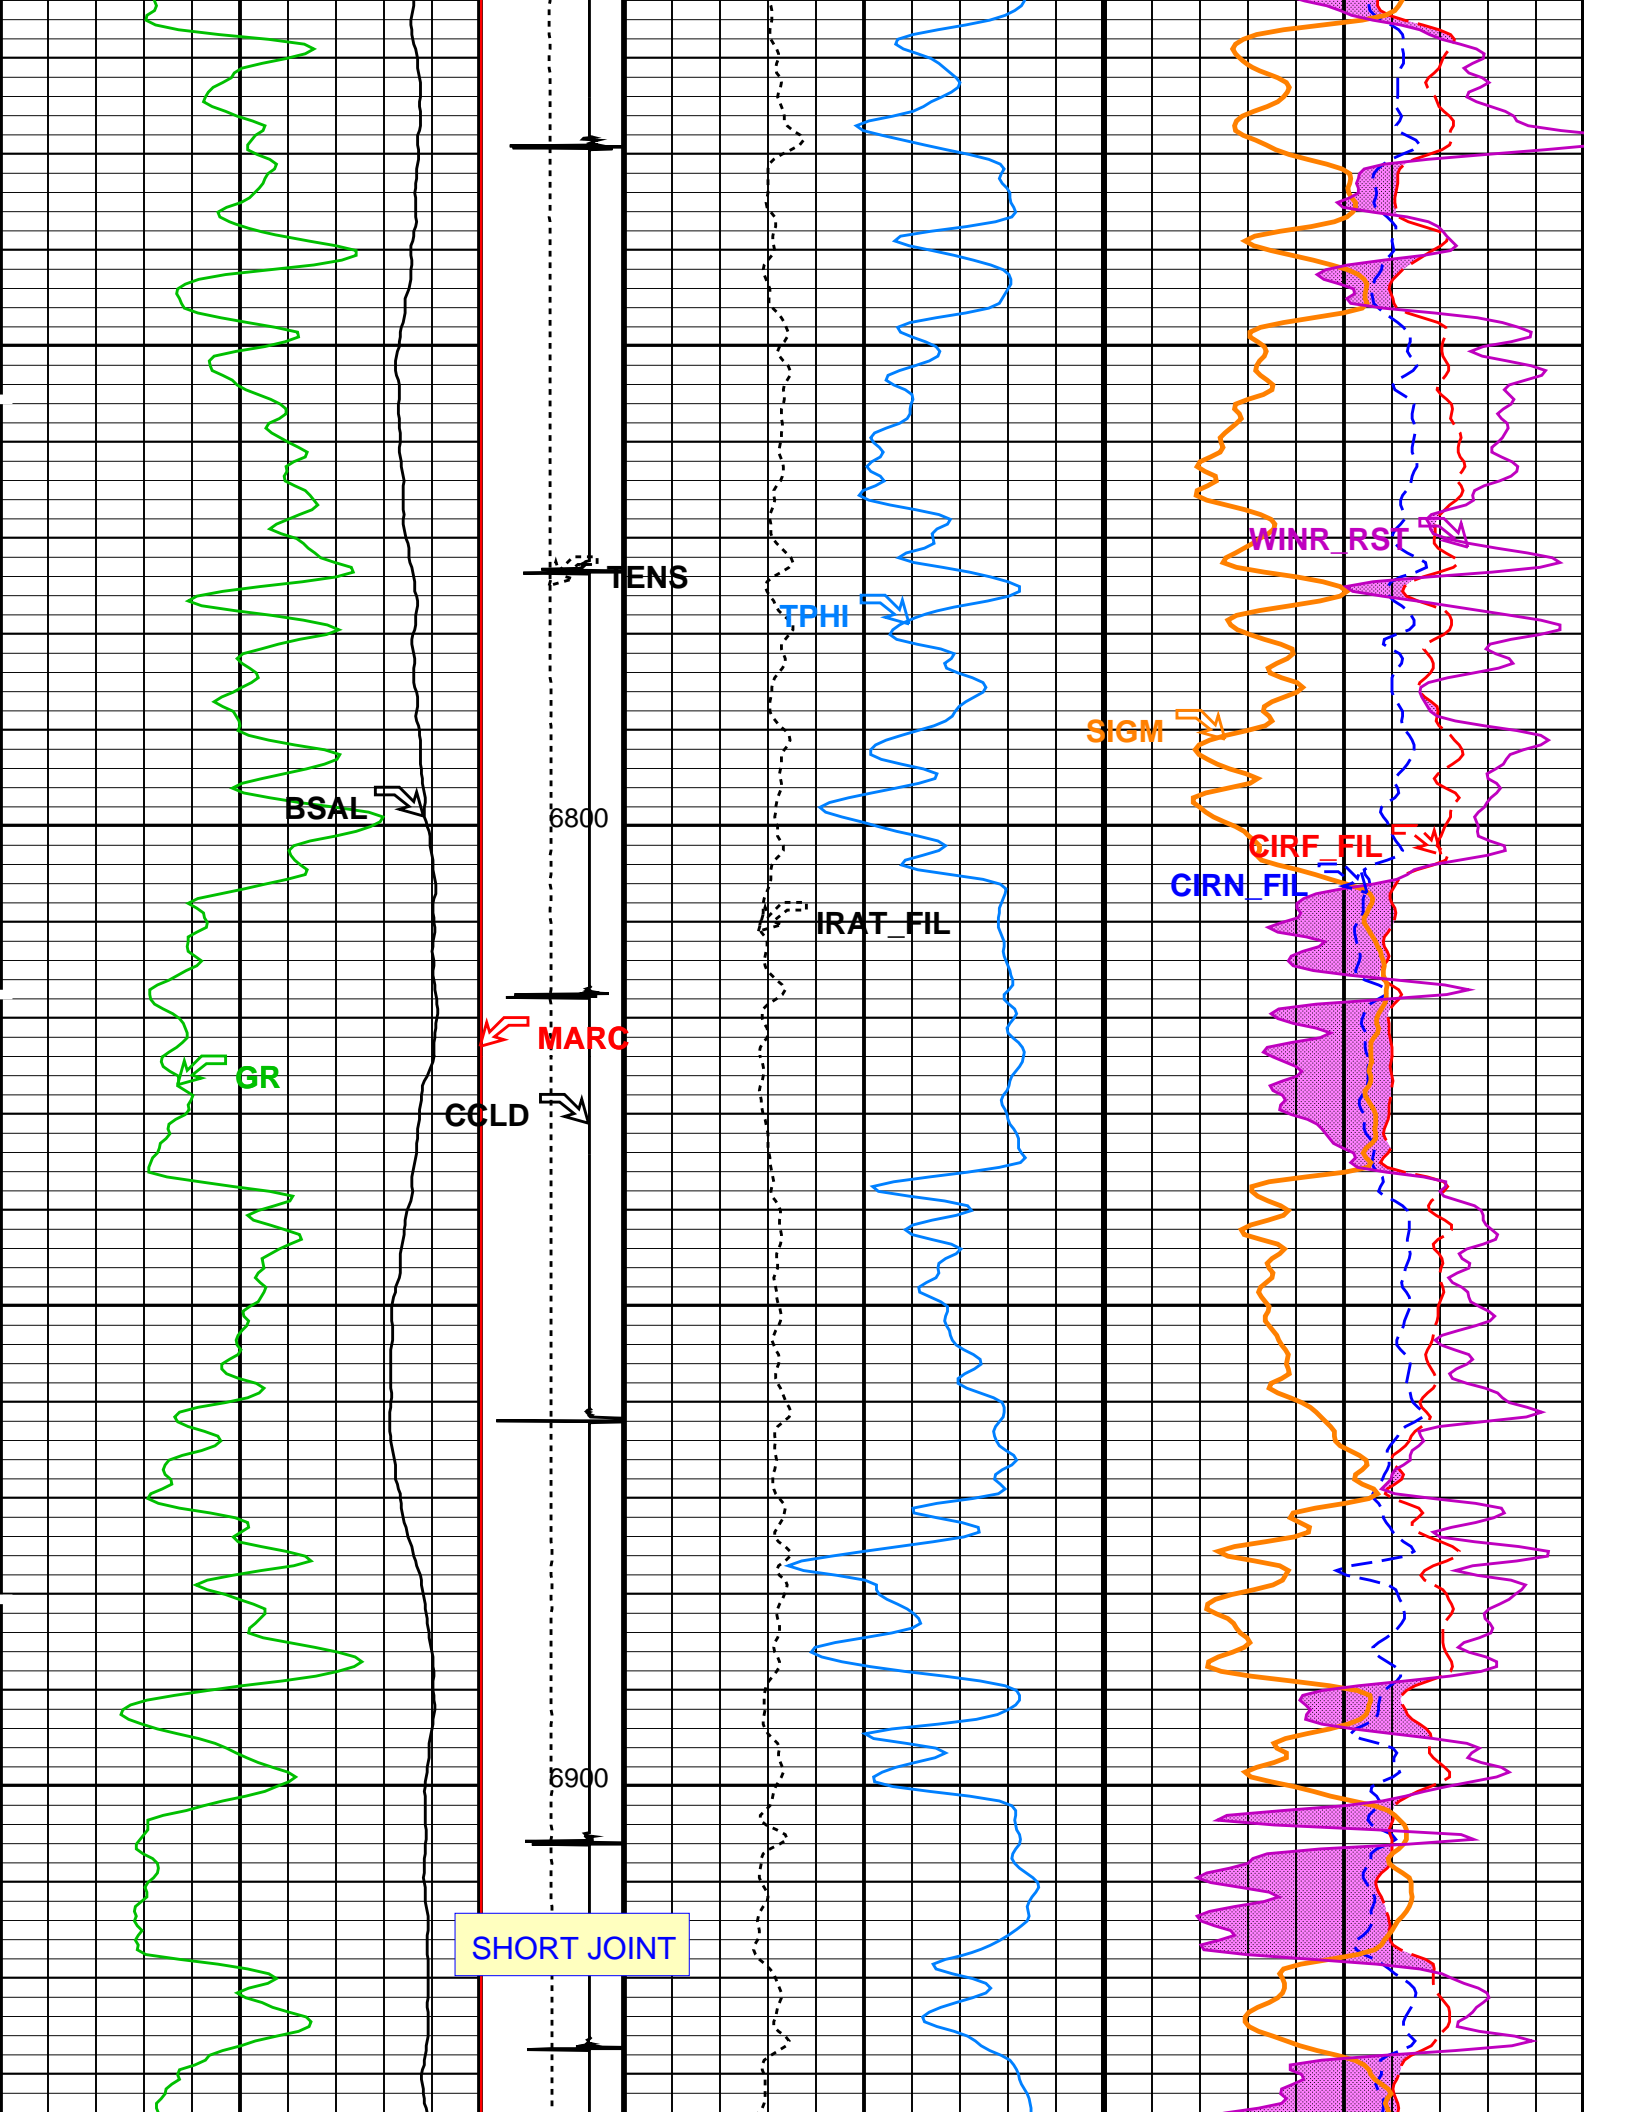 WINR_RST
TENS
TPHI
SIGM
BSAL
6800
CIRF_FIL
CIRN_FIL
IRAT_FIL
MARC
GR
CCLD
6900
SHORT JOINT